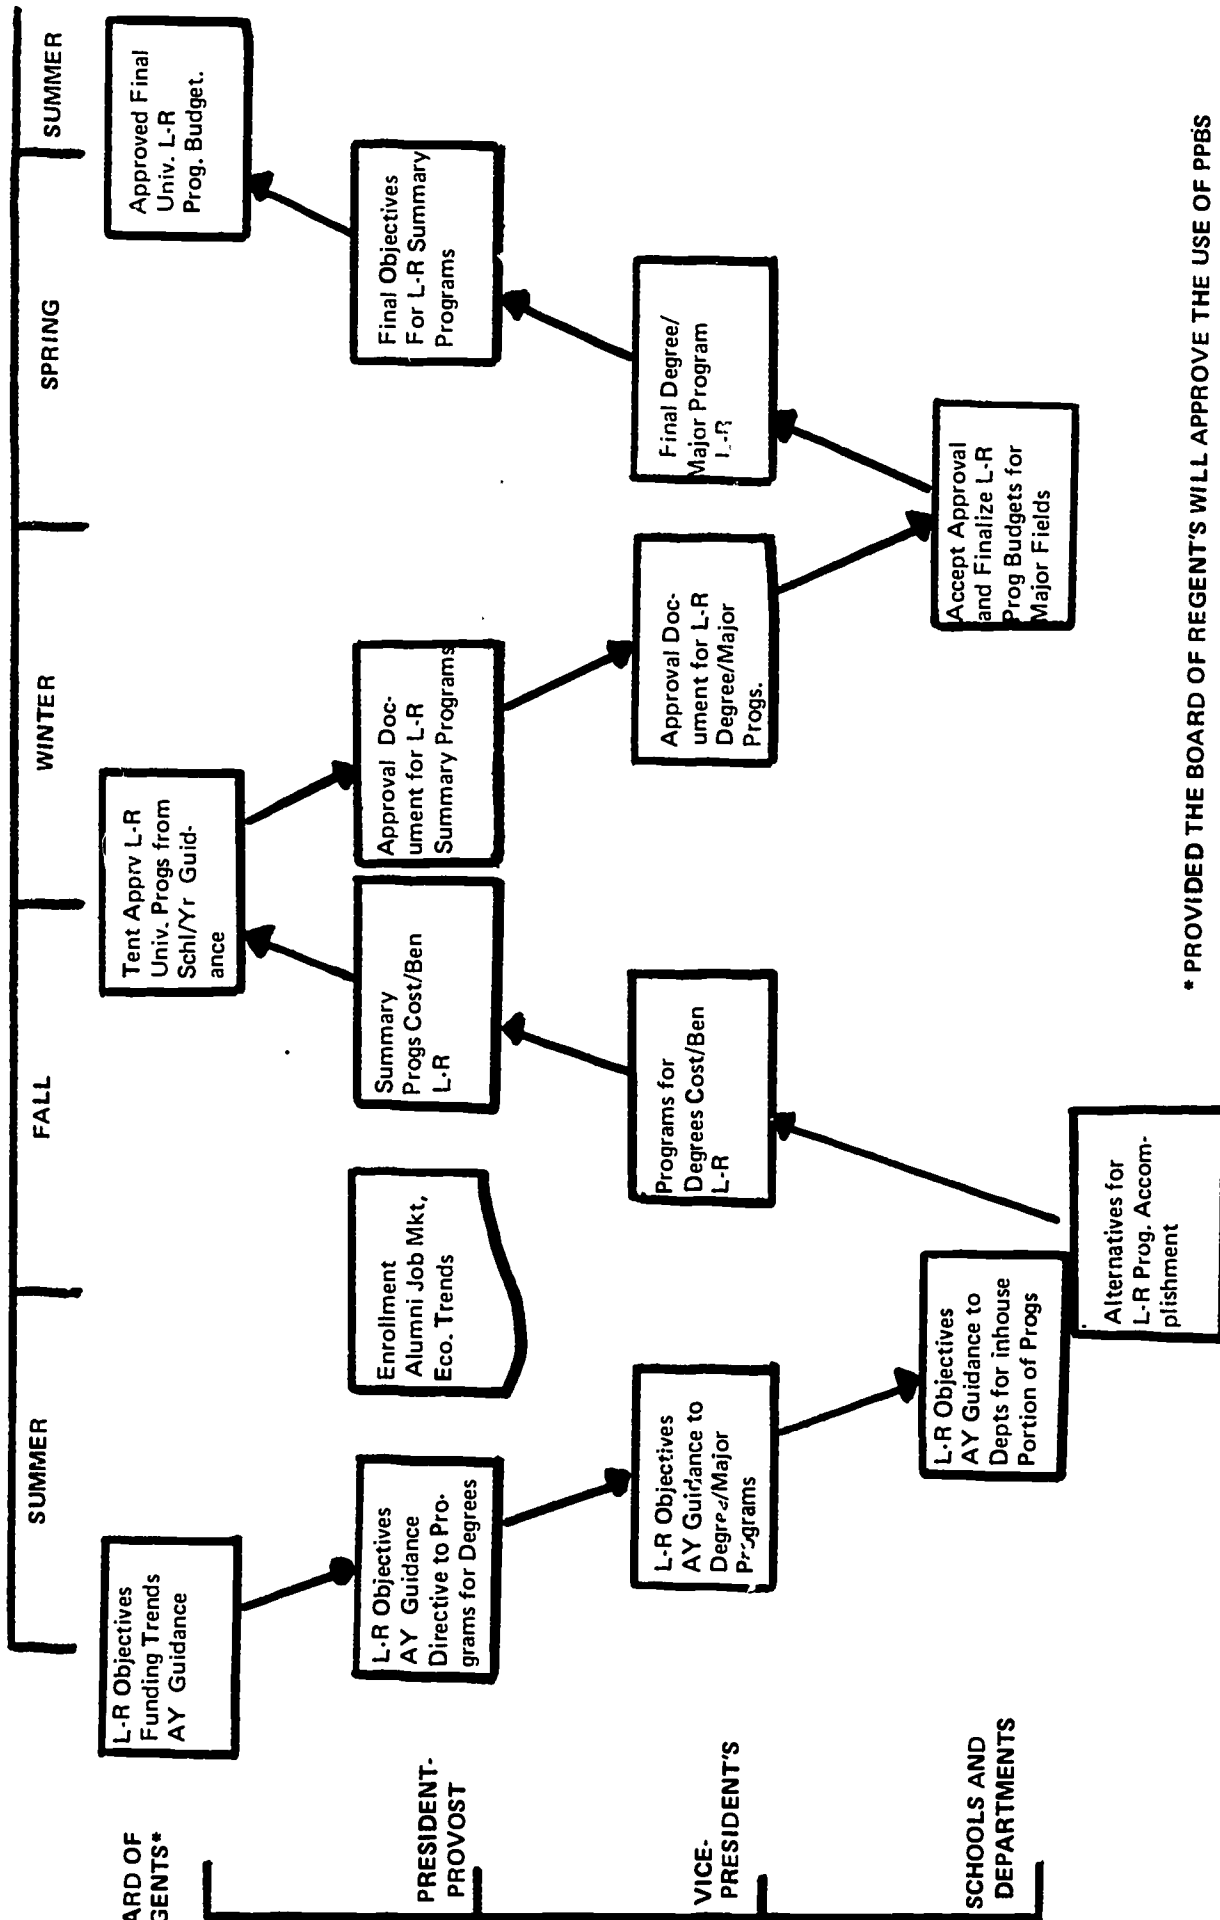 SUMMER
FALL
WINTER
SPRING
SUMMER
ARD OF
GENTS*
L-R Objectives
Funding Trends
AY Guidance
Tent Apprv L-R
Univ. Progs from
Schl/Yr Guid-
ance
Approved Final
Univ. L-R
Prog. Budget.
PRESIDENT-
PROVOST
L-R Objectives
AY Guidance
Directive to Pro-
grams for Degrees
Enrollment
Alumni Job Mkt,
Eco. Trends
Summary
Progs Cost/Ben
L-R
Approval Doc-
ument for L-R
Summary Programs
Final Objectives
For L-R Summary
Programs
VICE-
PRESIDENT'S
L-R Objectives
AY Guidance to
Degree/Major
Programs
Programs for
Degrees Cost/Ben
L-R
Approval Doc-
ument for L-R
Degree/Major
Progs.
Final Degree/
Major Program
L-R
SCHOOLS AND
DEPARTMENTS
L-R Objectives
AY Guidance to
Depts for inhouse
Portion of Progs
Alternatives for
L-R Prog. Accom-
plishment
Accept Approval
and Finalize L-R
Prog Budgets for
Major Fields
* PROVIDED THE BOARD OF REGENT'S WILL APPROVE THE USE OF PPBS